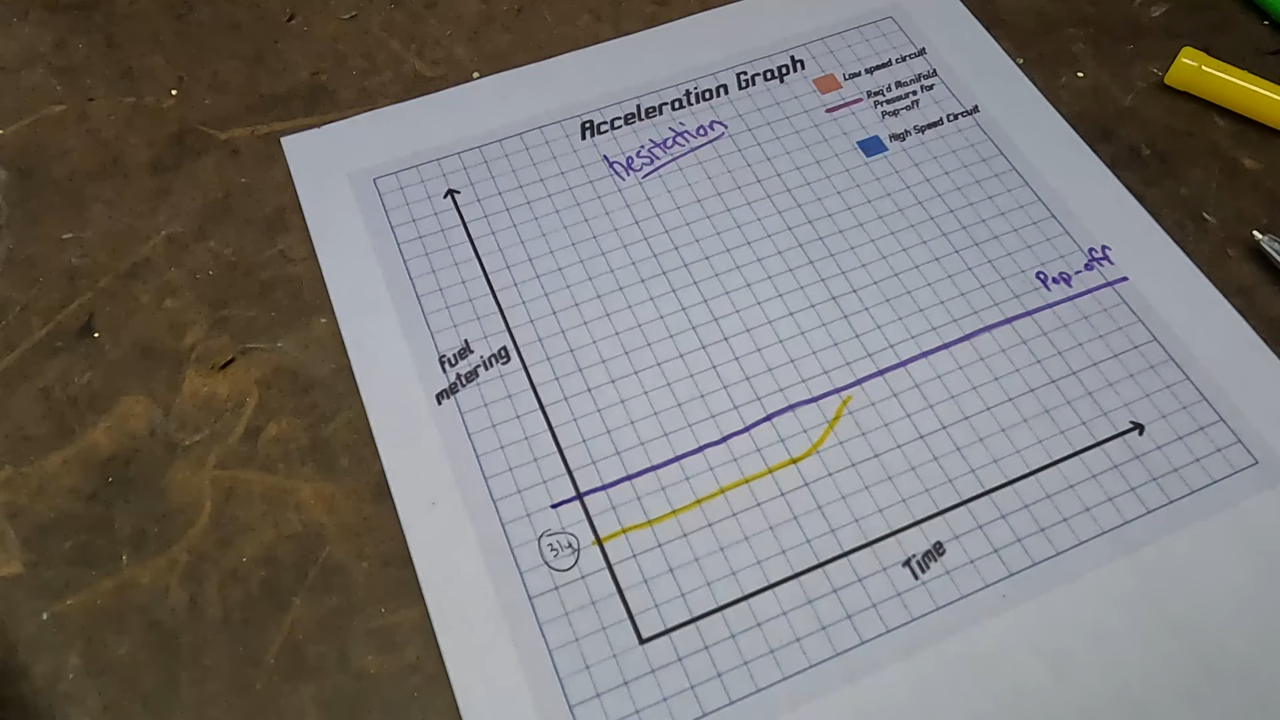 Acceleration Graph
hesitation
Low speed circuit
Req'd Manifold
Pressure for
Pop-off
High Speed Circuit
Pop-off
fuel
metering
314
Time